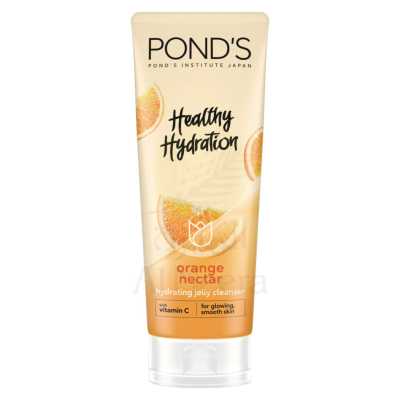 POND'S
POND'S INSTITUTE JAPAN
Healthy
Hydration
orange
nectar
hydrating jelly cleanser
with
vitamin C
for glowing,
smooth skin